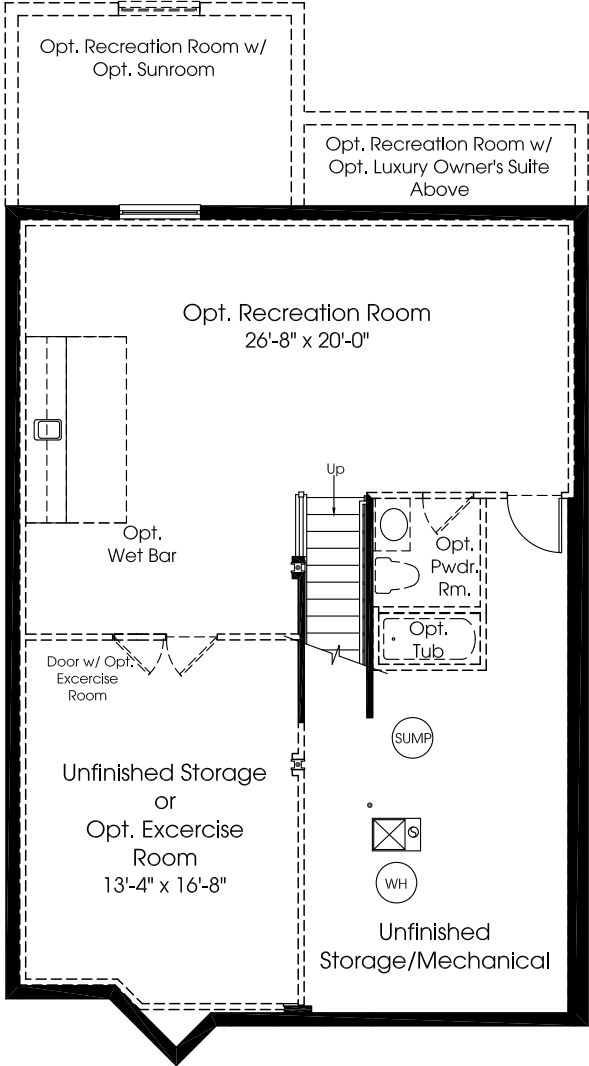 Opt. Recreation Room w/
Opt. Sunroom
Opt. Recreation Room w/
Opt. Luxury Owner's Suite
Above
Opt. Recreation Room
26'-8" x 20'-0"
Up
Opt.
Wet Bar
Opt.
Pwdr.
Rm.
Opt.
Tub
Door w/ Opt.
Excercise
Room
SUMP
Unfinished Storage
or
Opt. Excercise
Room
13'-4" x 16'-8"
WH
Unfinished
Storage/Mechanical